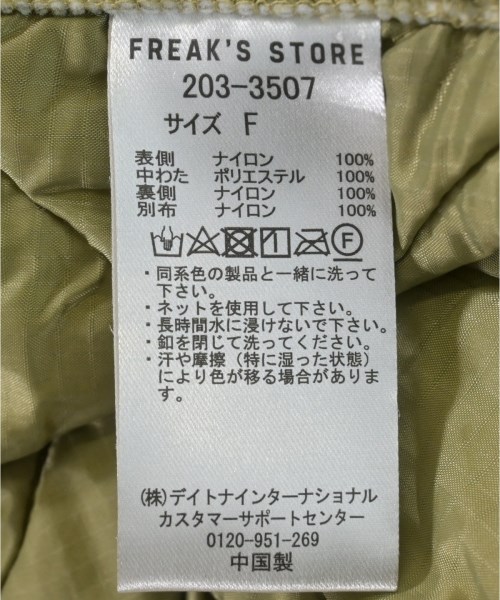 FREAK'S STORE
203-3507
サイズ F
表側 ナイロン 100%
中わた ポリエステル 100%
裏側 ナイロン 100%
別布 ナイロン 100%
F
・同系色の製品と一緒に洗って
下さい。
・ネットを使用して下さい。
・長時間水に浸けないで下さい。
・釦を閉じて洗ってください。
・汗や摩擦（特に湿った状態）
により色が移る場合がありま
す。
(株)デイトナインターナショナル
カスタマーサポートセンター
0120-951-269
中国製